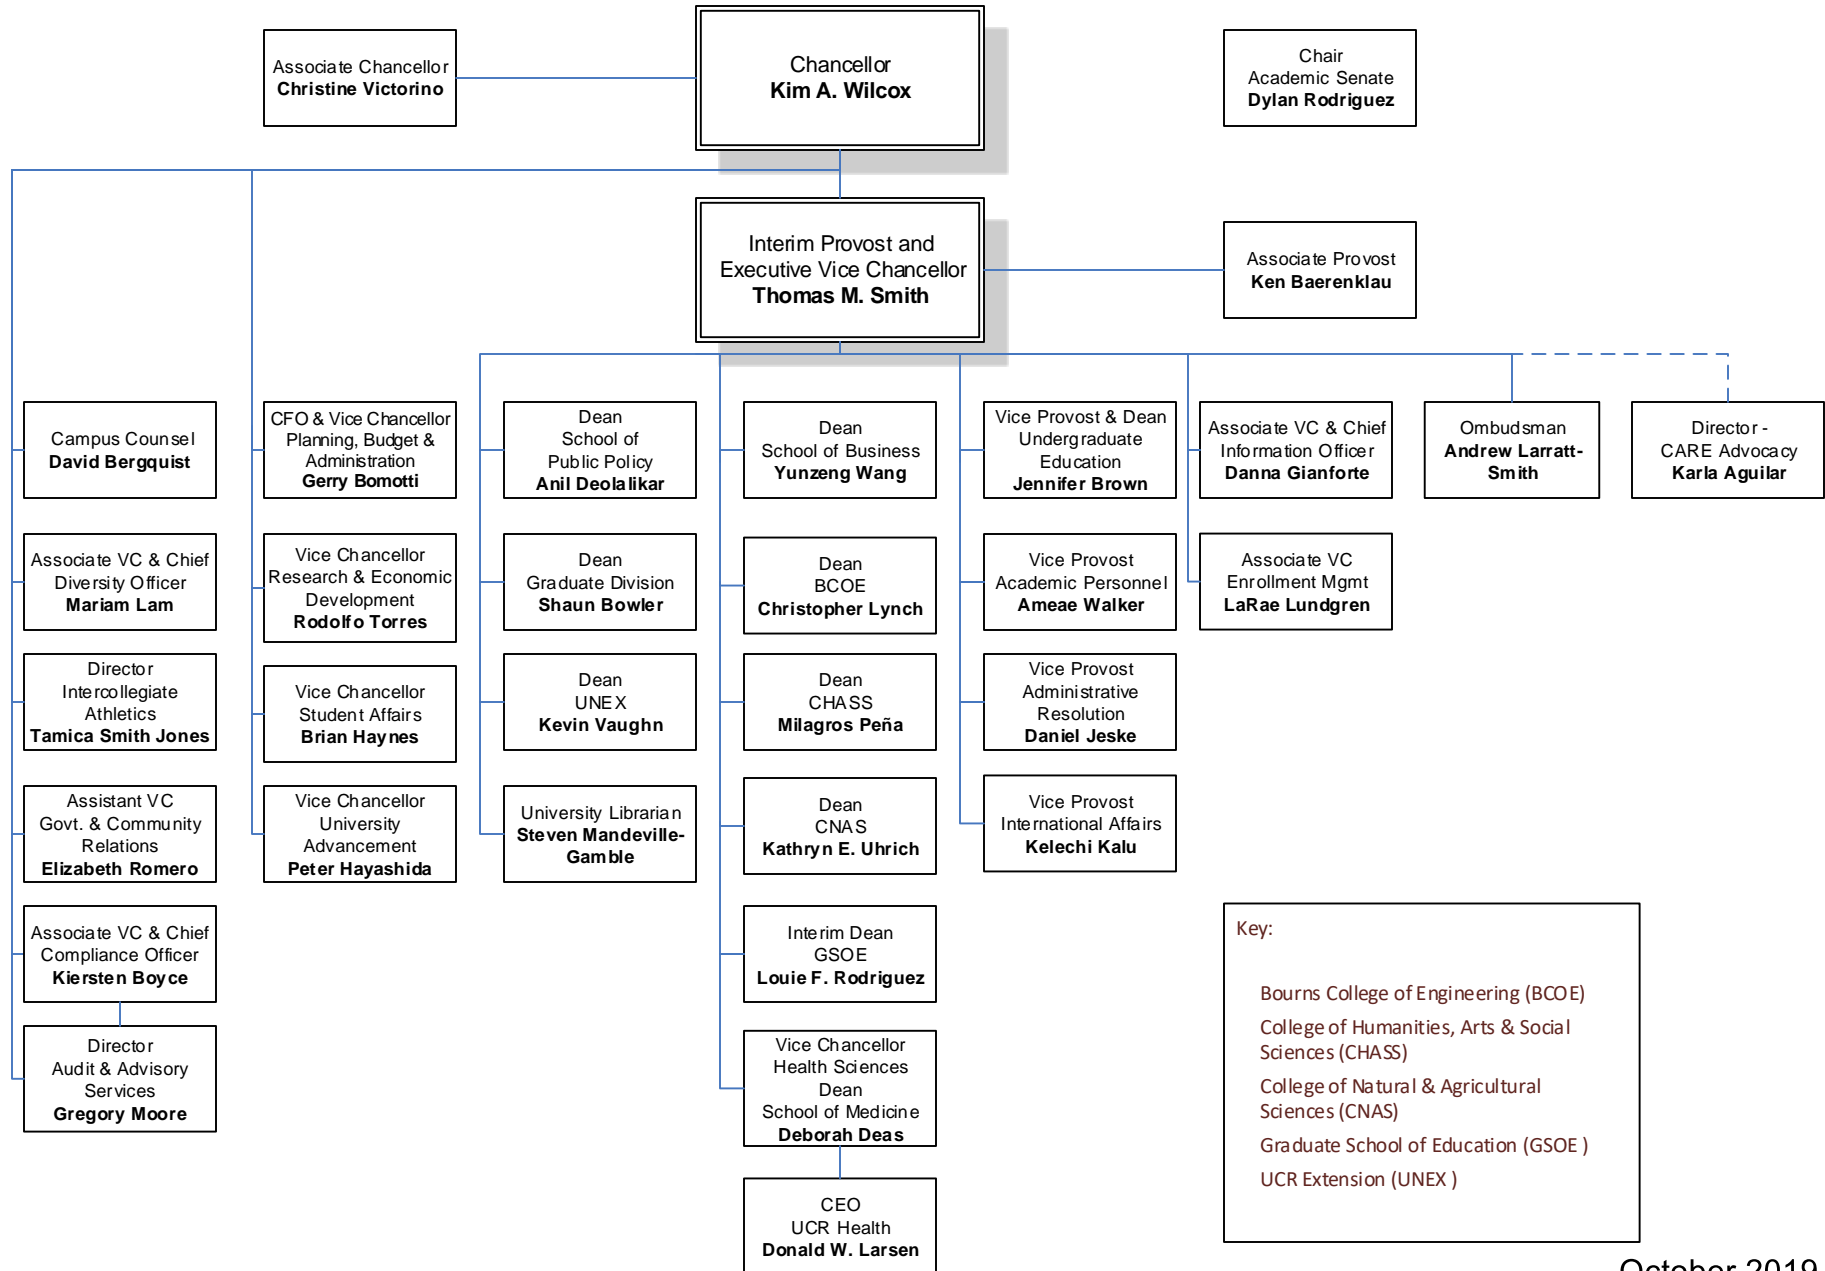 Associate Chancellor
Christine Victorino
Chancellor
Kim A. Wilcox
Chair
Academic Senate
Dylan Rodriguez
Interim Provost and
Executive Vice Chancellor
Thomas M. Smith
Associate Provost
Ken Baerenklau
Campus Counsel
David Bergquist
CFO & Vice Chancellor
Planning, Budget &
Administration
Gerry Bomotti
Dean
School of
Public Policy
Anil Deolalikar
Dean
School of Business
Yunzeng Wang
Vice Provost & Dean
Undergraduate
Education
Jennifer Brown
Associate VC & Chief
Information Officer
Danna Gianforte
Ombudsman
Andrew Larratt-
Smith
Director -
CARE Advocacy
Karla Aguilar
Associate VC & Chief
Diversity Officer
Mariam Lam
Vice Chancellor
Research & Economic
Development
Rodolfo Torres
Dean
Graduate Division
Shaun Bowler
Dean
BCOE
Christopher Lynch
Vice Provost
Academic Personnel
Ameae Walker
Associate VC
Enrollment Mgmt
LaRae Lundgren
Director
Intercollegiate
Athletics
Tamica Smith Jones
Vice Chancellor
Student Affairs
Brian Haynes
Dean
UNEX
Kevin Vaughn
Dean
CHASS
Milagros Peña
Vice Provost
Administrative
Resolution
Daniel Jeske
Assistant VC
Govt. & Community
Relations
Elizabeth Romero
Vice Chancellor
University
Advancement
Peter Hayashida
University Librarian
Steven Mandeville-
Gamble
Dean
CNAS
Kathryn E. Uhrich
Vice Provost
International Affairs
Kelechi Kalu
Associate VC & Chief
Compliance Officer
Kiersten Boyce
Interim Dean
GSOE
Louie F. Rodriguez
Director
Audit & Advisory
Services
Gregory Moore
Vice Chancellor
Health Sciences
Dean
School of Medicine
Deborah Deas
CEO
UCR Health
Donald W. Larsen
Key:
Bourns College of Engineering (BCOE)
College of Humanities, Arts & Social
Sciences (CHASS)
College of Natural & Agricultural
Sciences (CNAS)
Graduate School of Education (GSOE )
UCR Extension (UNEX )
October 2019